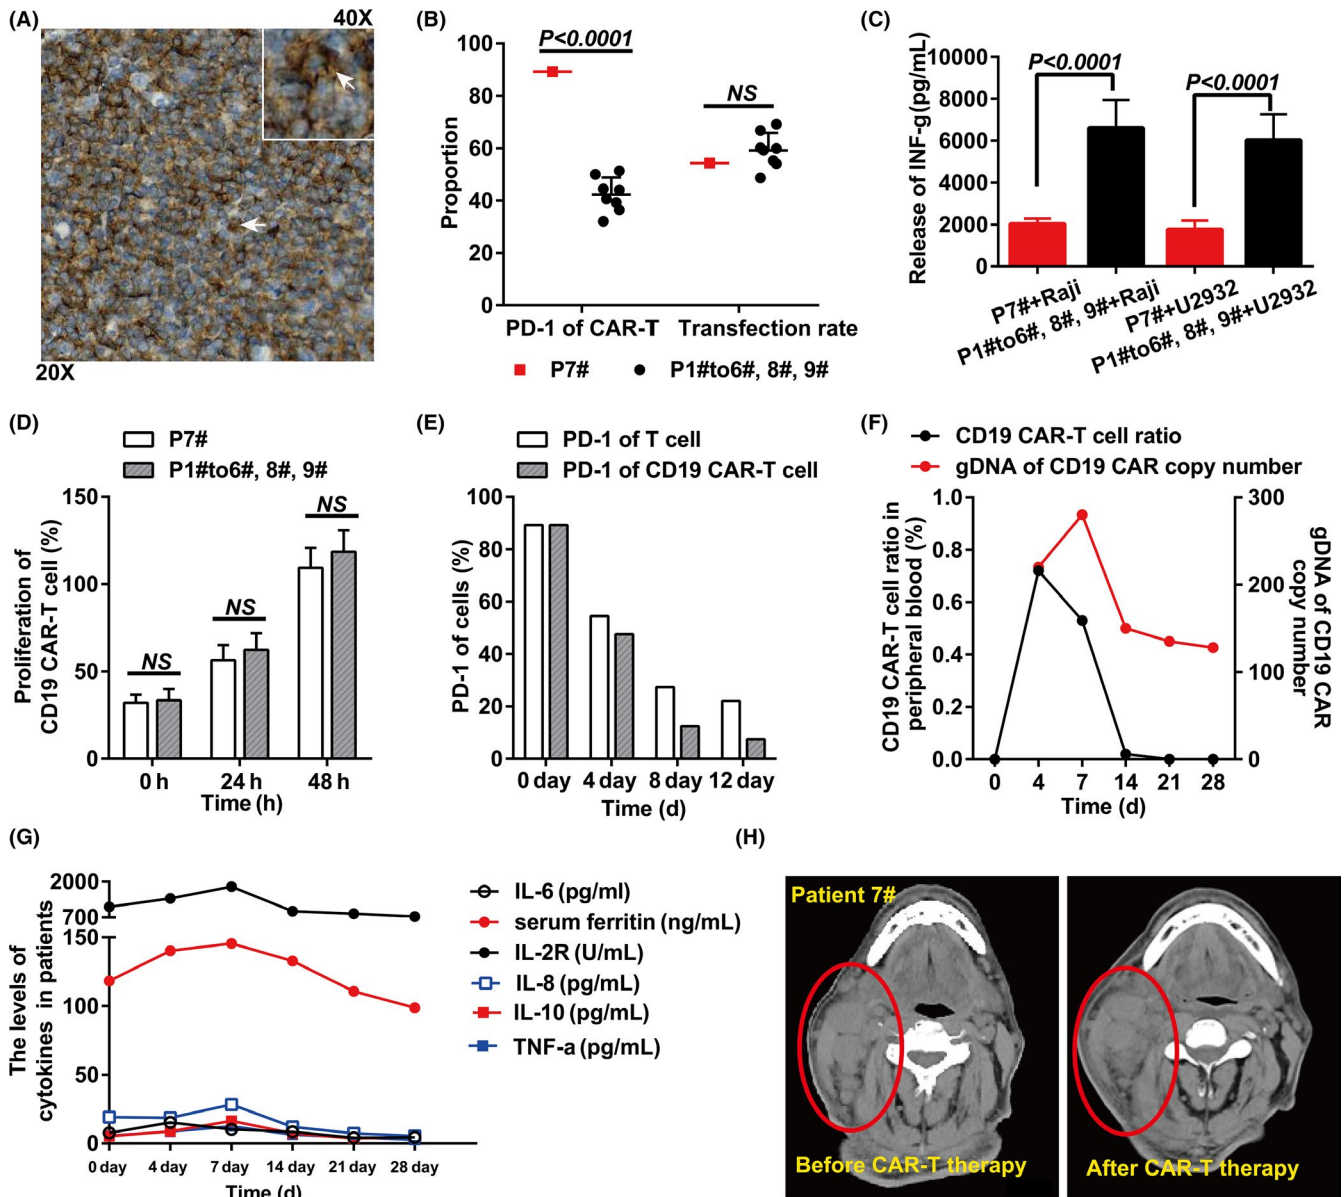 (A)
40X
20X
(B)
P<0.0001
NS
Proportion
100
80
60
40
20
0
PD-1 of CAR-T
Transfection rate
P7#
P1#to6#, 8#, 9#
(C)
Release of INF-g(pg/mL)
10000
8000
6000
4000
2000
0
P<0.0001
P<0.0001
P7#+Raji
P1#to6#, 8#, 9#+Raji
P7#+U2932
P1#to6#, 8#, 9#+U2932
(D)
P7#
P1#to6#, 8#, 9#
Proliferation of
CD19 CAR-T cell (%)
150
100
50
0
NS
NS
NS
0 h
24 h
48 h
Time (h)
(E)
PD-1 of T cell
PD-1 of CD19 CAR-T cell
PD-1 of cells (%)
100
80
60
40
20
0
0 day
4 day
8 day
12 day
Time (d)
(F)
CD19 CAR-T cell ratio
gDNA of CD19 CAR copy number
CD19 CAR-T cell ratio in
peripheral blood (%)
1.0
0.8
0.6
0.4
0.2
0.0
300
200
100
0
gDNA of CD19 CAR
copy number
0
4
7
14
21
28
Time (d)
(G)
The levels of
cytokines in patients
2000
700
150
100
50
0
0 day
4 day
7 day
14 day
21 day
28 day
Time (d)
IL-6 (pg/ml)
serum ferritin (ng/mL)
IL-2R (U/mL)
IL-8 (pg/mL)
IL-10 (pg/mL)
TNF-a (pg/mL)
(H)
Patient 7#
Before CAR-T therapy
After CAR-T therapy